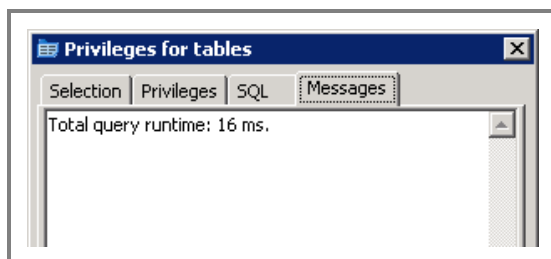 Privileges for tables
Selection Privileges SQL Messages
Total query runtime: 16 ms.